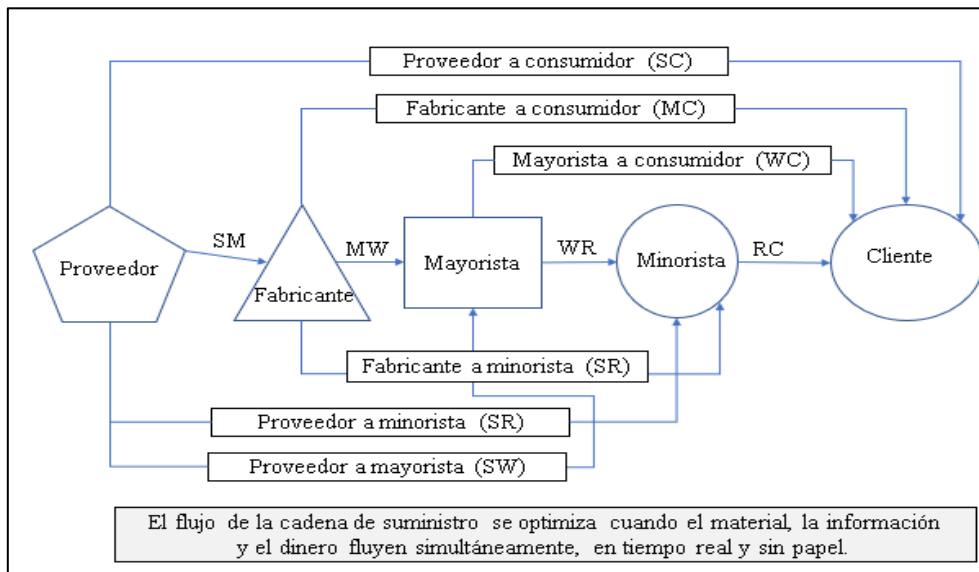 Proveedor a consumidor (SC)
Fabricante a consumidor (MC)
Mayorista a consumidor (WC)
SM
MW
WR
RC
Proveedor
Fabricante
Mayorista
Minorista
Cliente
Fabricante a minorista (SR)
Proveedor a minorista (SR)
Proveedor a mayorista (SW)
El flujo de la cadena de suministro se optimiza cuando el material, la información
y el dinero fluyen simultáneamente, en tiempo real y sin papel.